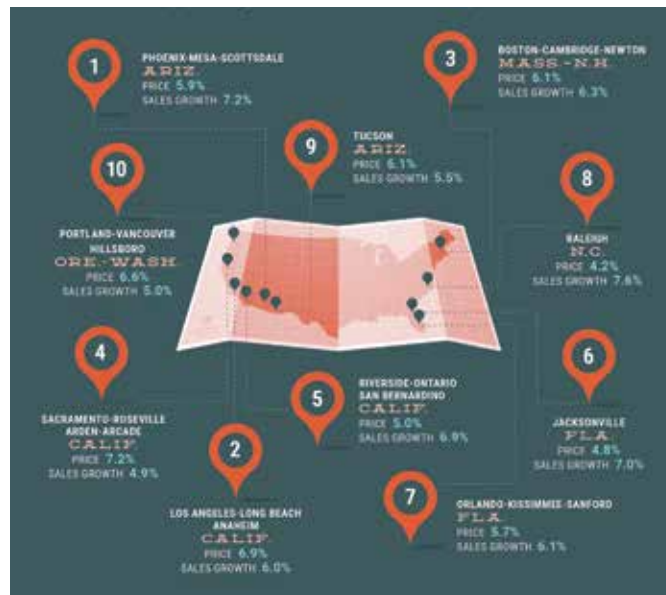 1
PHOENIX-MESA-SCOTTSDALE
ARIZ.
PRICE 5.9%
SALES GROWTH 7.2%
3
BOSTON-CAMBRIDGE-NEWTON
MASS.-N.H.
PRICE 6.1%
SALES GROWTH 6.3%
9
TUCSON
ARIZ.
PRICE 6.1%
SALES GROWTH 5.5%
10
PORTLAND-VANCOUVER
HILLSBORO
ORE.-WASH.
PRICE 6.6%
SALES GROWTH 5.0%
8
RALEIGH
N.C.
PRICE 4.2%
SALES GROWTH 7.6%
4
SACRAMENTO-ROSEVILLE
ARDEN-ARCADE
CALIF.
PRICE 7.2%
SALES GROWTH 4.9%
5
RIVERSIDE-ONTARIO
SAN BERNARDINO
CALIF.
PRICE 5.0%
SALES GROWTH 6.9%
6
JACKSONVILLE
FLA.
PRICE 4.8%
SALES GROWTH 7.0%
2
LOS ANGELES-LONG BEACH
ANAHEIM
CALIF.
PRICE 6.9%
SALES GROWTH 6.0%
7
ORLANDO-KISSIMMEE-SANFORD
FLA.
PRICE 5.7%
SALES GROWTH 6.1%